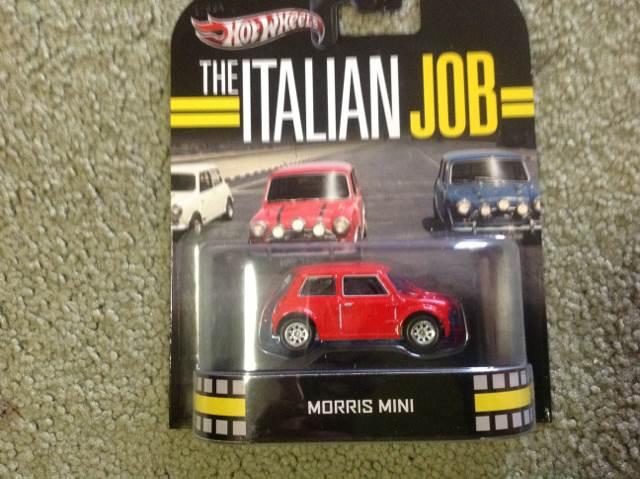 HOT WHEELS
THE ITALIAN JOB
MORRIS MINI